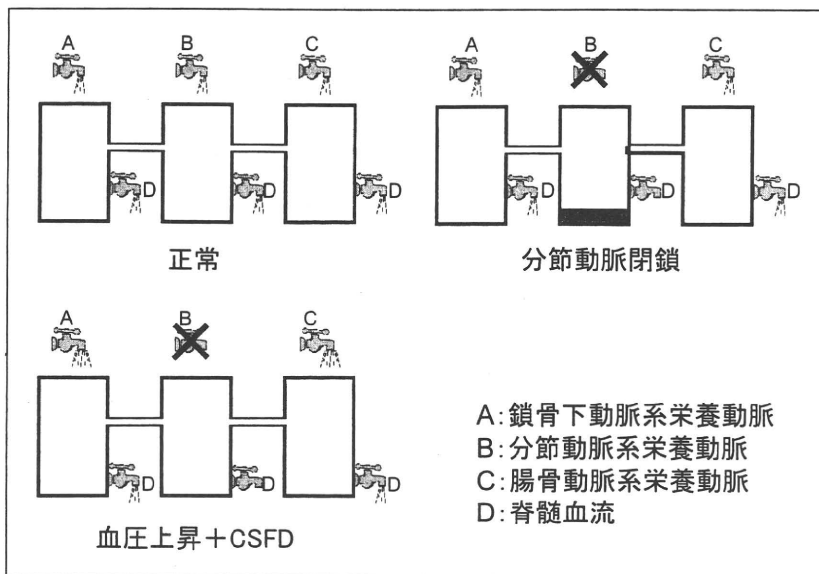 A B C
D D D
正常
A B C
D D D
分節動脈閉鎖
A B C
D D D
血圧上昇＋CSFD
A:鎖骨下動脈系栄養動脈
B:分節動脈系栄養動脈
C:腸骨動脈系栄養動脈
D:脊髄血流